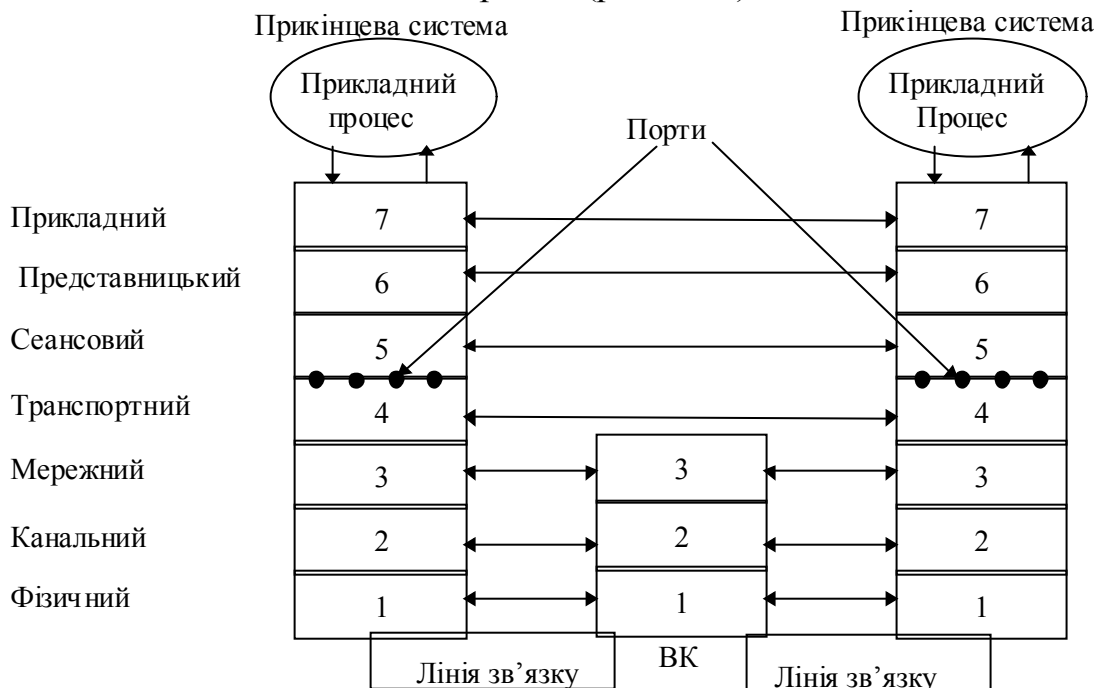 Прикінцева система Прикінцева система
Прикладний процес
Прикладний Процес
Порти
Прикладний 7 7
Представницький 6 6
Сеансовий 5 5
Транспортний 4 4
Мережний 3 3 3
Канальний 2 2 2
Фізичний 1 1 1
ВК
Лінія зв’язку Лінія зв’язку